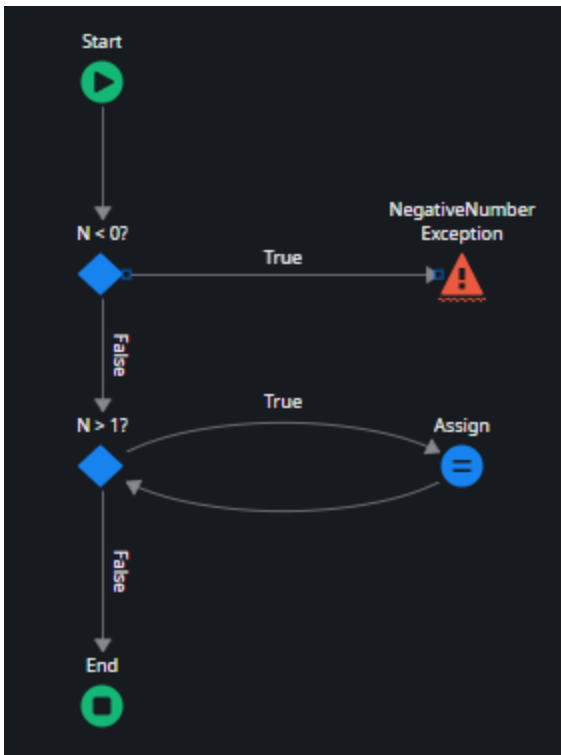 Start
NegativeNumber
Exception
N < 0?
True
False
True
N > 1?
Assign
False
End